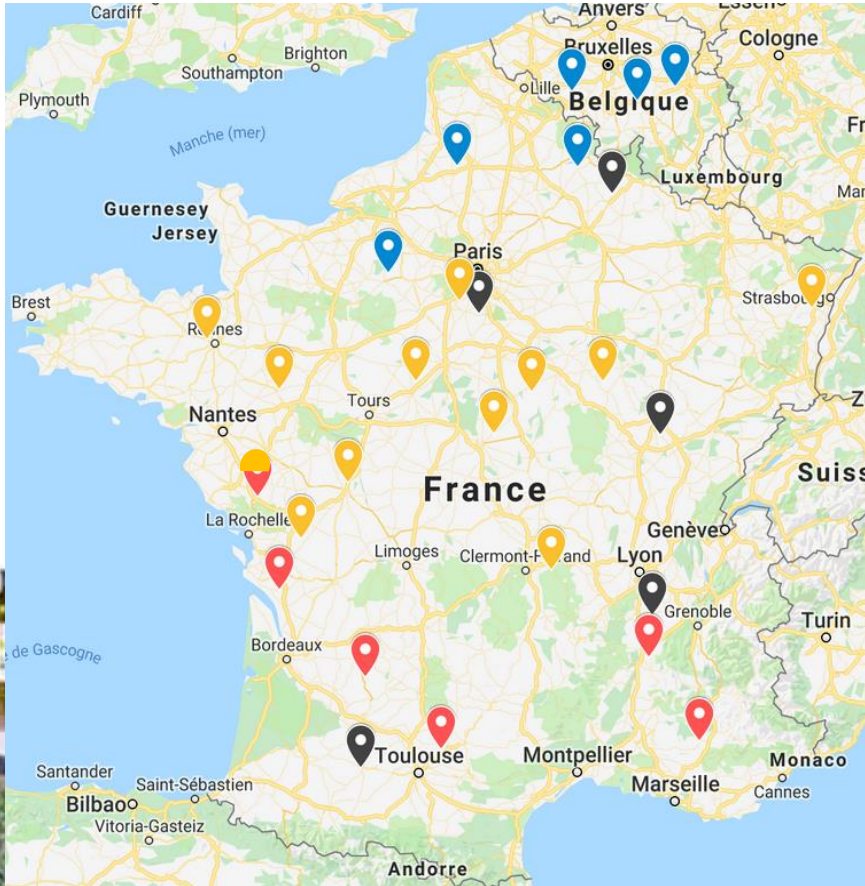 Cardiff
Anvers
Essen
Southampton
Brighton
Bruxelles
Cologne
Plymouth
Lille
Belgique
Fr
Manche (mer)
Luxembourg
Mar
Guernesey
Jersey
Paris
Brest
Strasbourg
Rennes
Tours
Nantes
Z
Suiss
France
La Rochelle
Genève
Limoges
Clermont-Ferrand
Lyon
Grenoble
Turin
e de Gascogne
Bordeaux
Toulouse
Montpellier
Monaco
Santander
Saint-Sébastien
Marseille
Cannes
Bilbao
Vitoria-Gasteiz
Andorre